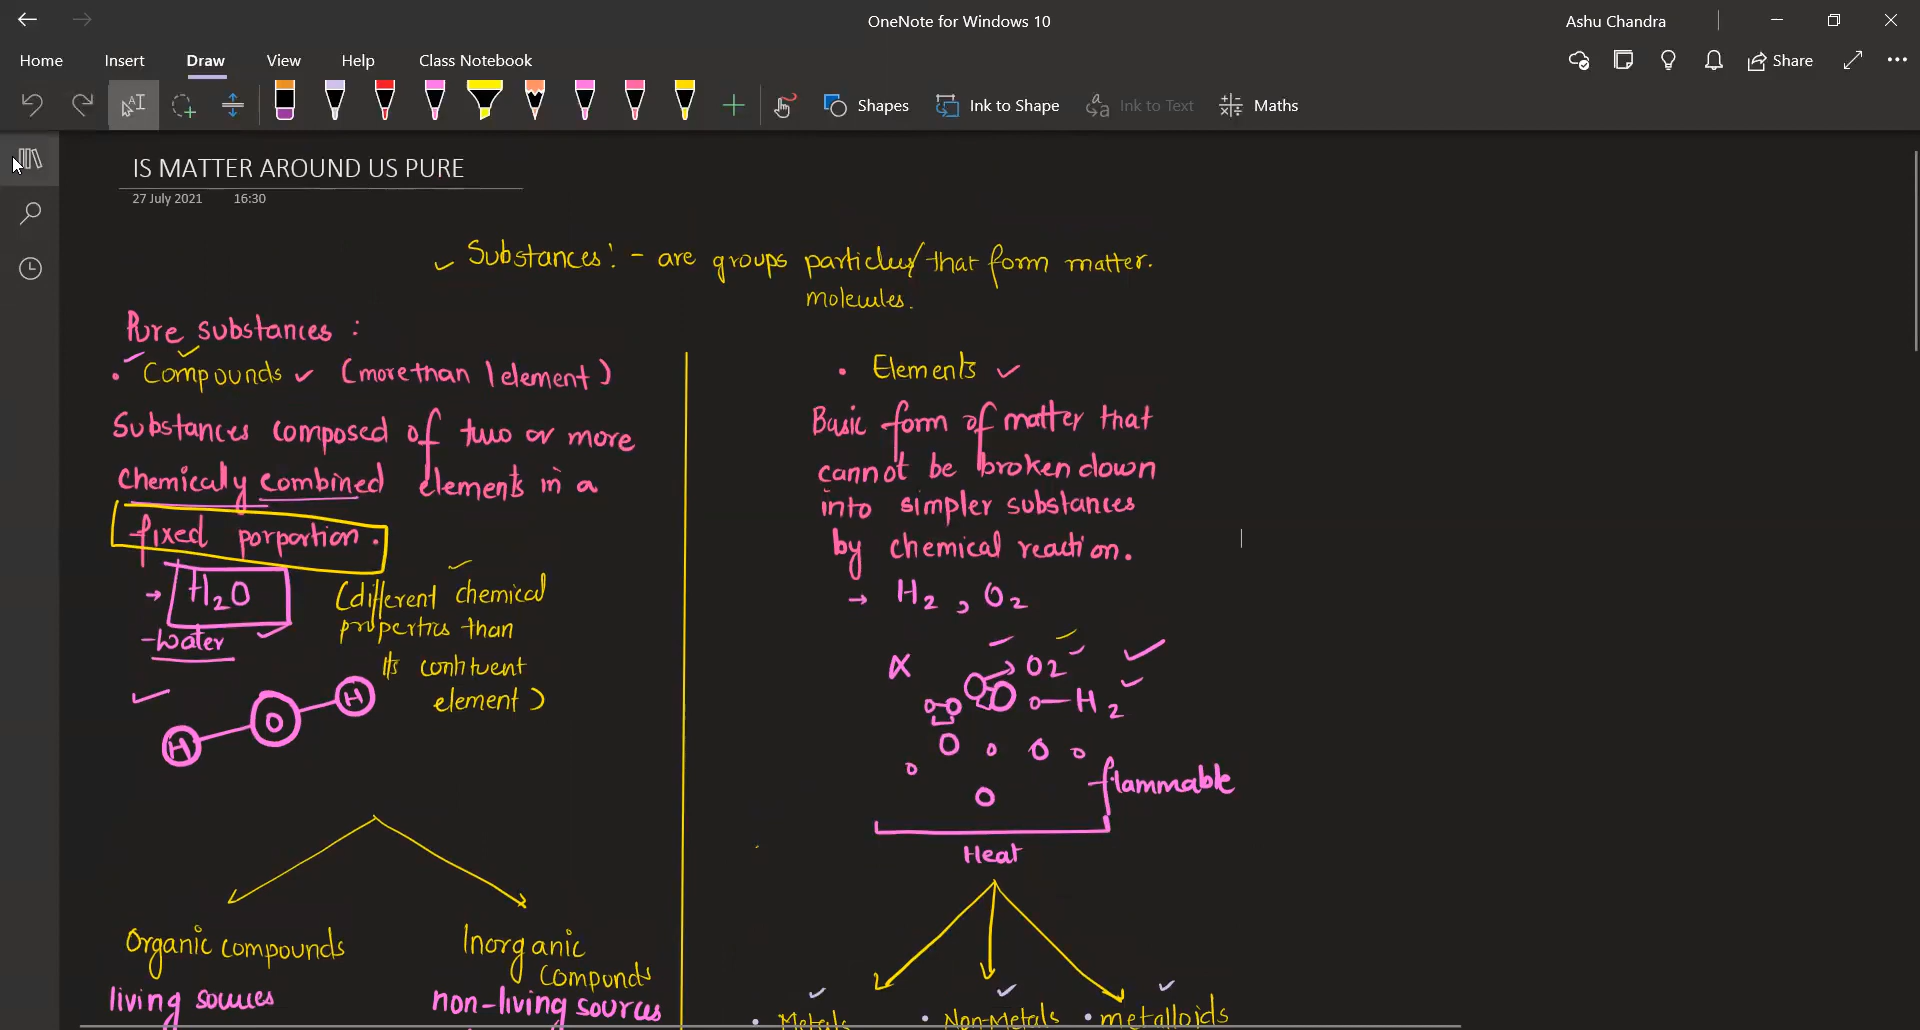 OneNote for Windows 10
Ashu Chandra
Home Insert Draw View Help Class Notebook
Share
Shapes Ink to Shape Ink to Text Maths
IS MATTER AROUND US PURE
27 July 2021 16:30
Substances:- are groups particles/that form matter.
molecules.
Pure substances :
• Compounds (more than 1 element)
Substances composed of two or more
chemically combined elements in a
fixed porportion.
→ H2O
-Water
(different chemical
properties than
its
element)
H O H
Organic compounds
living sources
Inorganic
compunds
non-living sources
• Elements
Basic form of matter that
cannot be broken down
into simpler substances
by chemical reaction.
→ H2, O2
O2
H2
flammable
Heat
• Metals • Non-Metals • metalloids